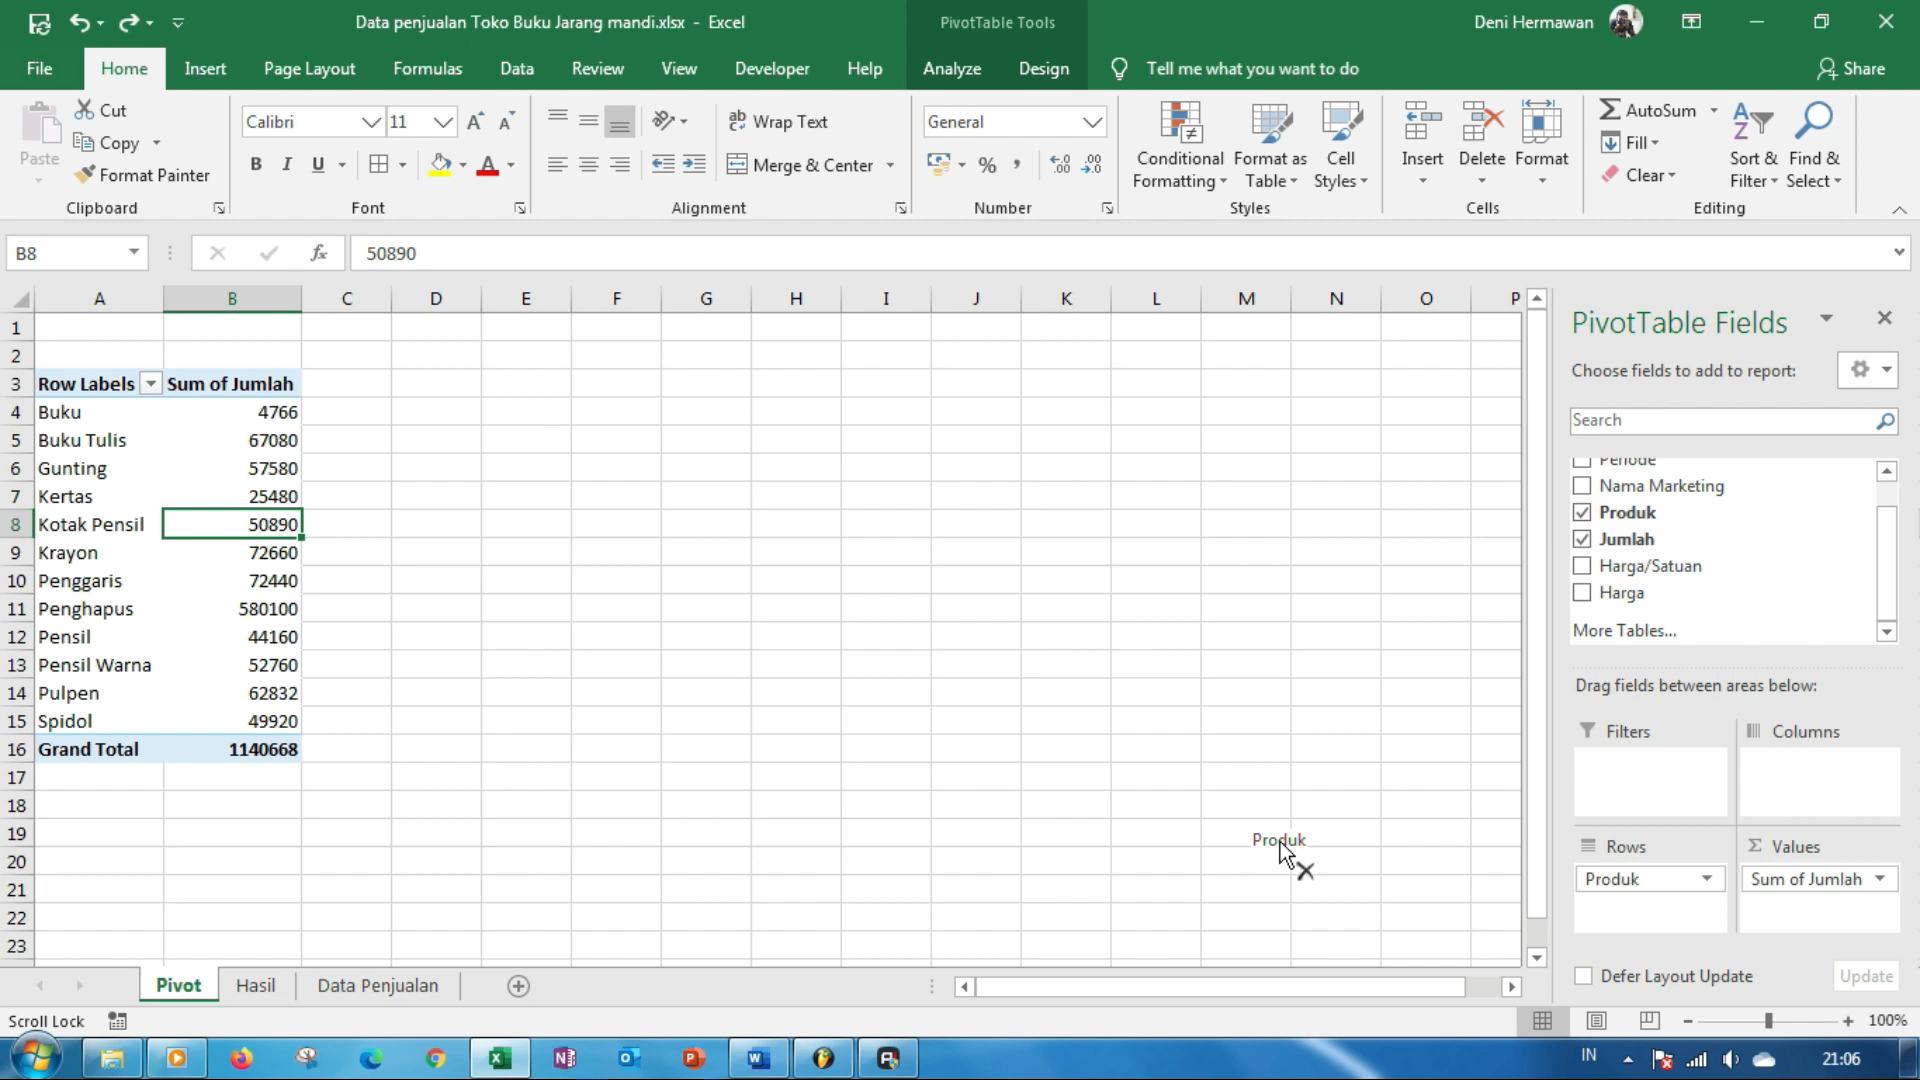 Data penjualan Toko Buku Jarang mandi.xlsx - Excel
PivotTable Tools
Deni Hermawan
File Home Insert Page Layout Formulas Data Review View Developer Help Analyze Design Tell me what you want to do Share
Paste
Cut
Copy
Format Painter
Clipboard
Calibri 11
B I U
Font
Wrap Text
Merge & Center
Alignment
General
Number
Conditional Formatting
Format as Table
Cell Styles
Styles
Insert Delete Format
Cells
AutoSum
Fill
Clear
Sort & Filter
Find & Select
Editing
B8 fx 50890
A B C D E F G H I J K L M N O P
1
2
3 Row Labels Sum of Jumlah
4 Buku 4766
5 Buku Tulis 67080
6 Gunting 57580
7 Kertas 25480
8 Kotak Pensil 50890
9 Krayon 72660
10 Penggaris 72440
11 Penghapus 580100
12 Pensil 44160
13 Pensil Warna 52760
14 Pulpen 62832
15 Spidol 49920
16 Grand Total 1140668
17
18
19 Produk
20
21
22
23
PivotTable Fields
Choose fields to add to report:
Search
Periode
Nama Marketing
Produk
Jumlah
Harga/Satuan
Harga
More Tables...
Drag fields between areas below:
Filters Columns
Rows Σ Values
Produk Sum of Jumlah
Defer Layout Update Update
Pivot Hasil Data Penjualan
Scroll Lock 100%
IN 21:06